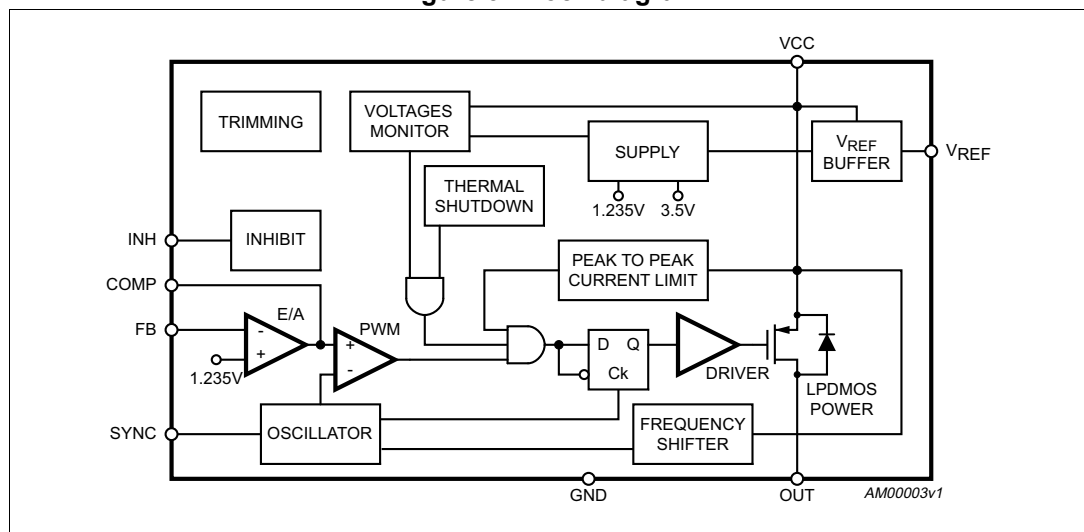 VCC
TRIMMING
VOLTAGES
MONITOR
SUPPLY
VREF
BUFFER
VREF
THERMAL
SHUTDOWN
1.235V
3.5V
INH
INHIBIT
COMP
PEAK TO PEAK
CURRENT LIMIT
E/A
FB
-
+
1.235V
PWM
+
-
D
Q
Ck
DRIVER
LPDMOS
POWER
SYNC
OSCILLATOR
FREQUENCY
SHIFTER
GND
OUT
AM00003v1